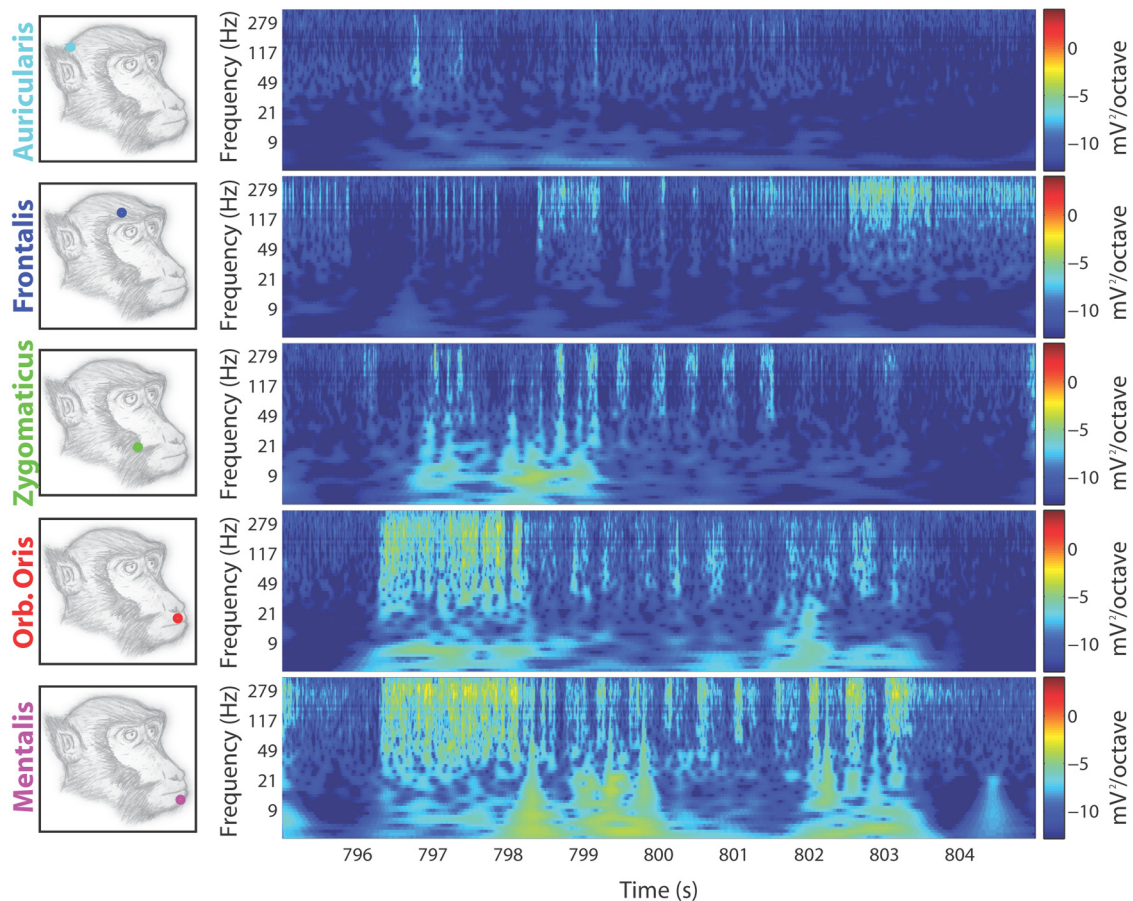 Auricularis
Frequency (Hz)
279
117
49
21
9
0
−5
−10
mV²/octave
Frontalis
Frequency (Hz)
279
117
49
21
9
0
−5
−10
mV²/octave
Zygomaticus
Frequency (Hz)
279
117
49
21
9
0
−5
−10
mV²/octave
Orb. Oris
Frequency (Hz)
279
117
49
21
9
0
−5
−10
mV²/octave
Mentalis
Frequency (Hz)
279
117
49
21
9
0
−5
−10
mV²/octave
796 797 798 799 800 801 802 803 804
Time (s)